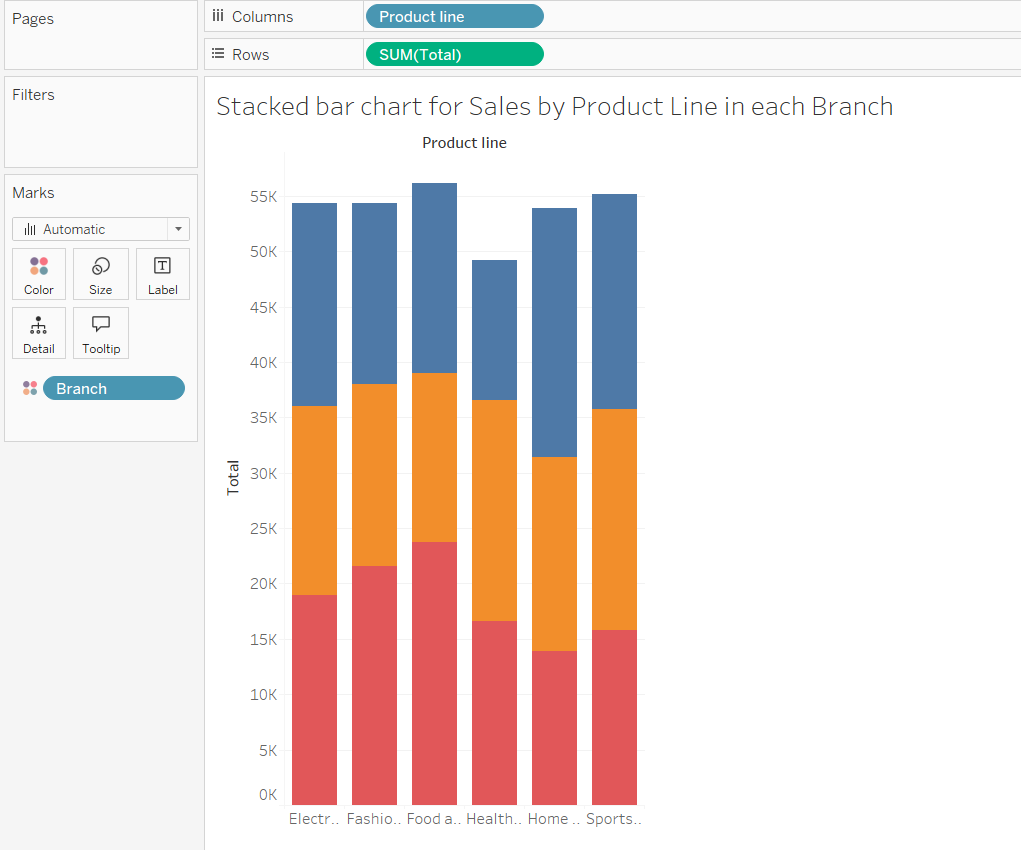 Pages
Columns
Product line
Rows
SUM(Total)
Filters
Marks
Automatic
Color
Size
Label
Detail
Tooltip
Branch
Stacked bar chart for Sales by Product Line in each Branch
Product line
55K
50K
45K
40K
35K
30K
25K
20K
15K
10K
5K
0K
Total
Electr.. Fashio.. Food a.. Health.. Home .. Sports..